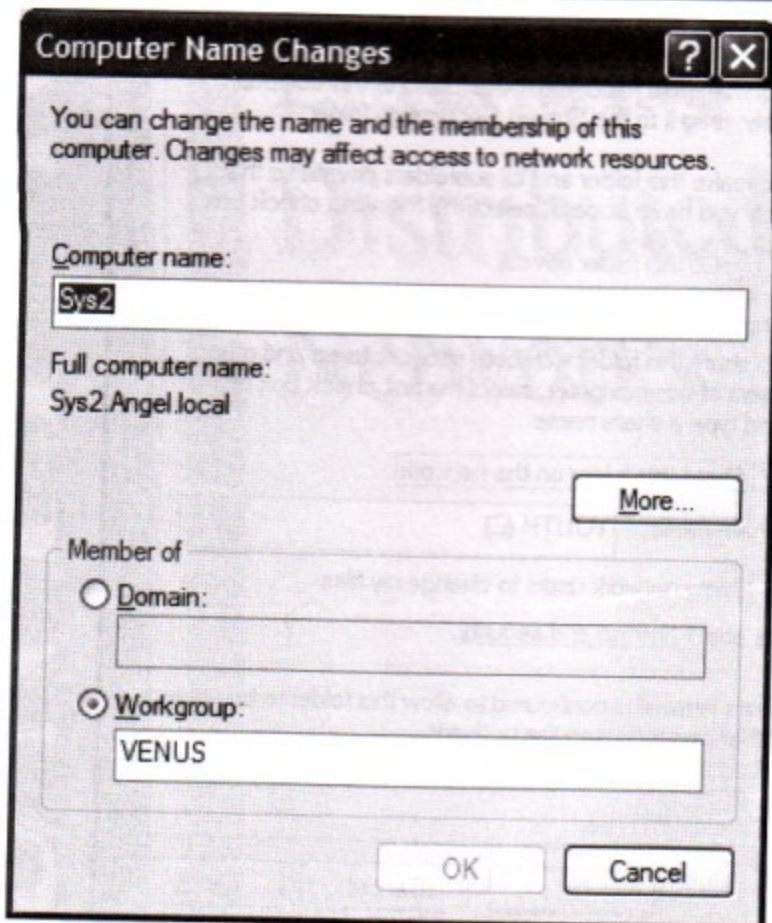 Computer Name Changes
You can change the name and the membership of this
computer. Changes may affect access to network resources.
Computer name:
Sys2
Full computer name:
Sys2.Angel.local
More...
Member of
Domain:
Workgroup:
VENUS
OK
Cancel